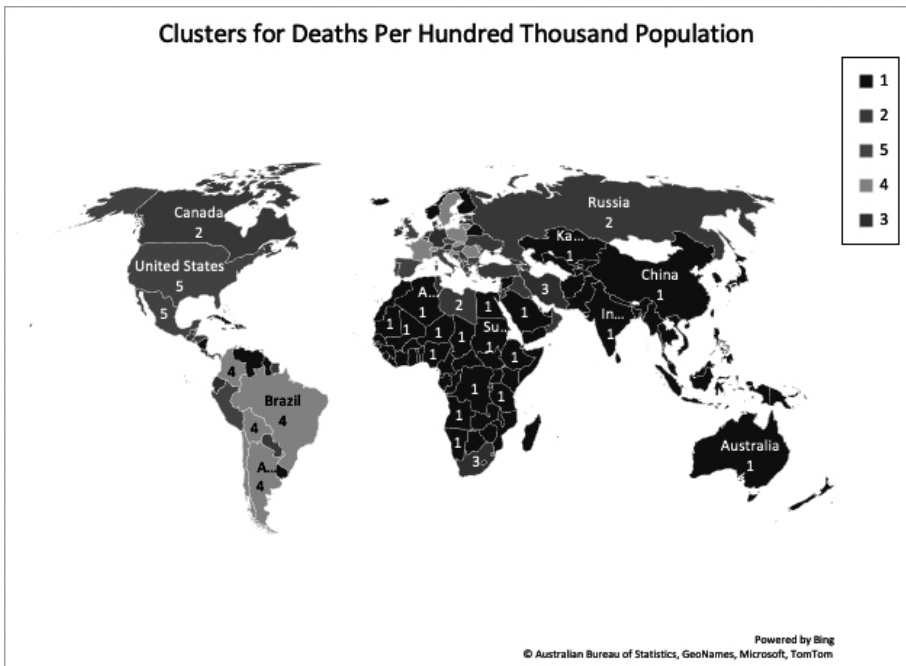 Clusters for Deaths Per Hundred Thousand Population
1
2
5
4
3
Canada
2
United States
5
5
4
Brazil
4
4
A...
4
Russia
2
Ka...
1
China
1
In...
1
3
A...
1
2
1
1
1
1
1
1
Su...
1
1
1
1
1
1
1
3
Australia
1
Powered by Bing
© Australian Bureau of Statistics, GeoNames, Microsoft, TomTom